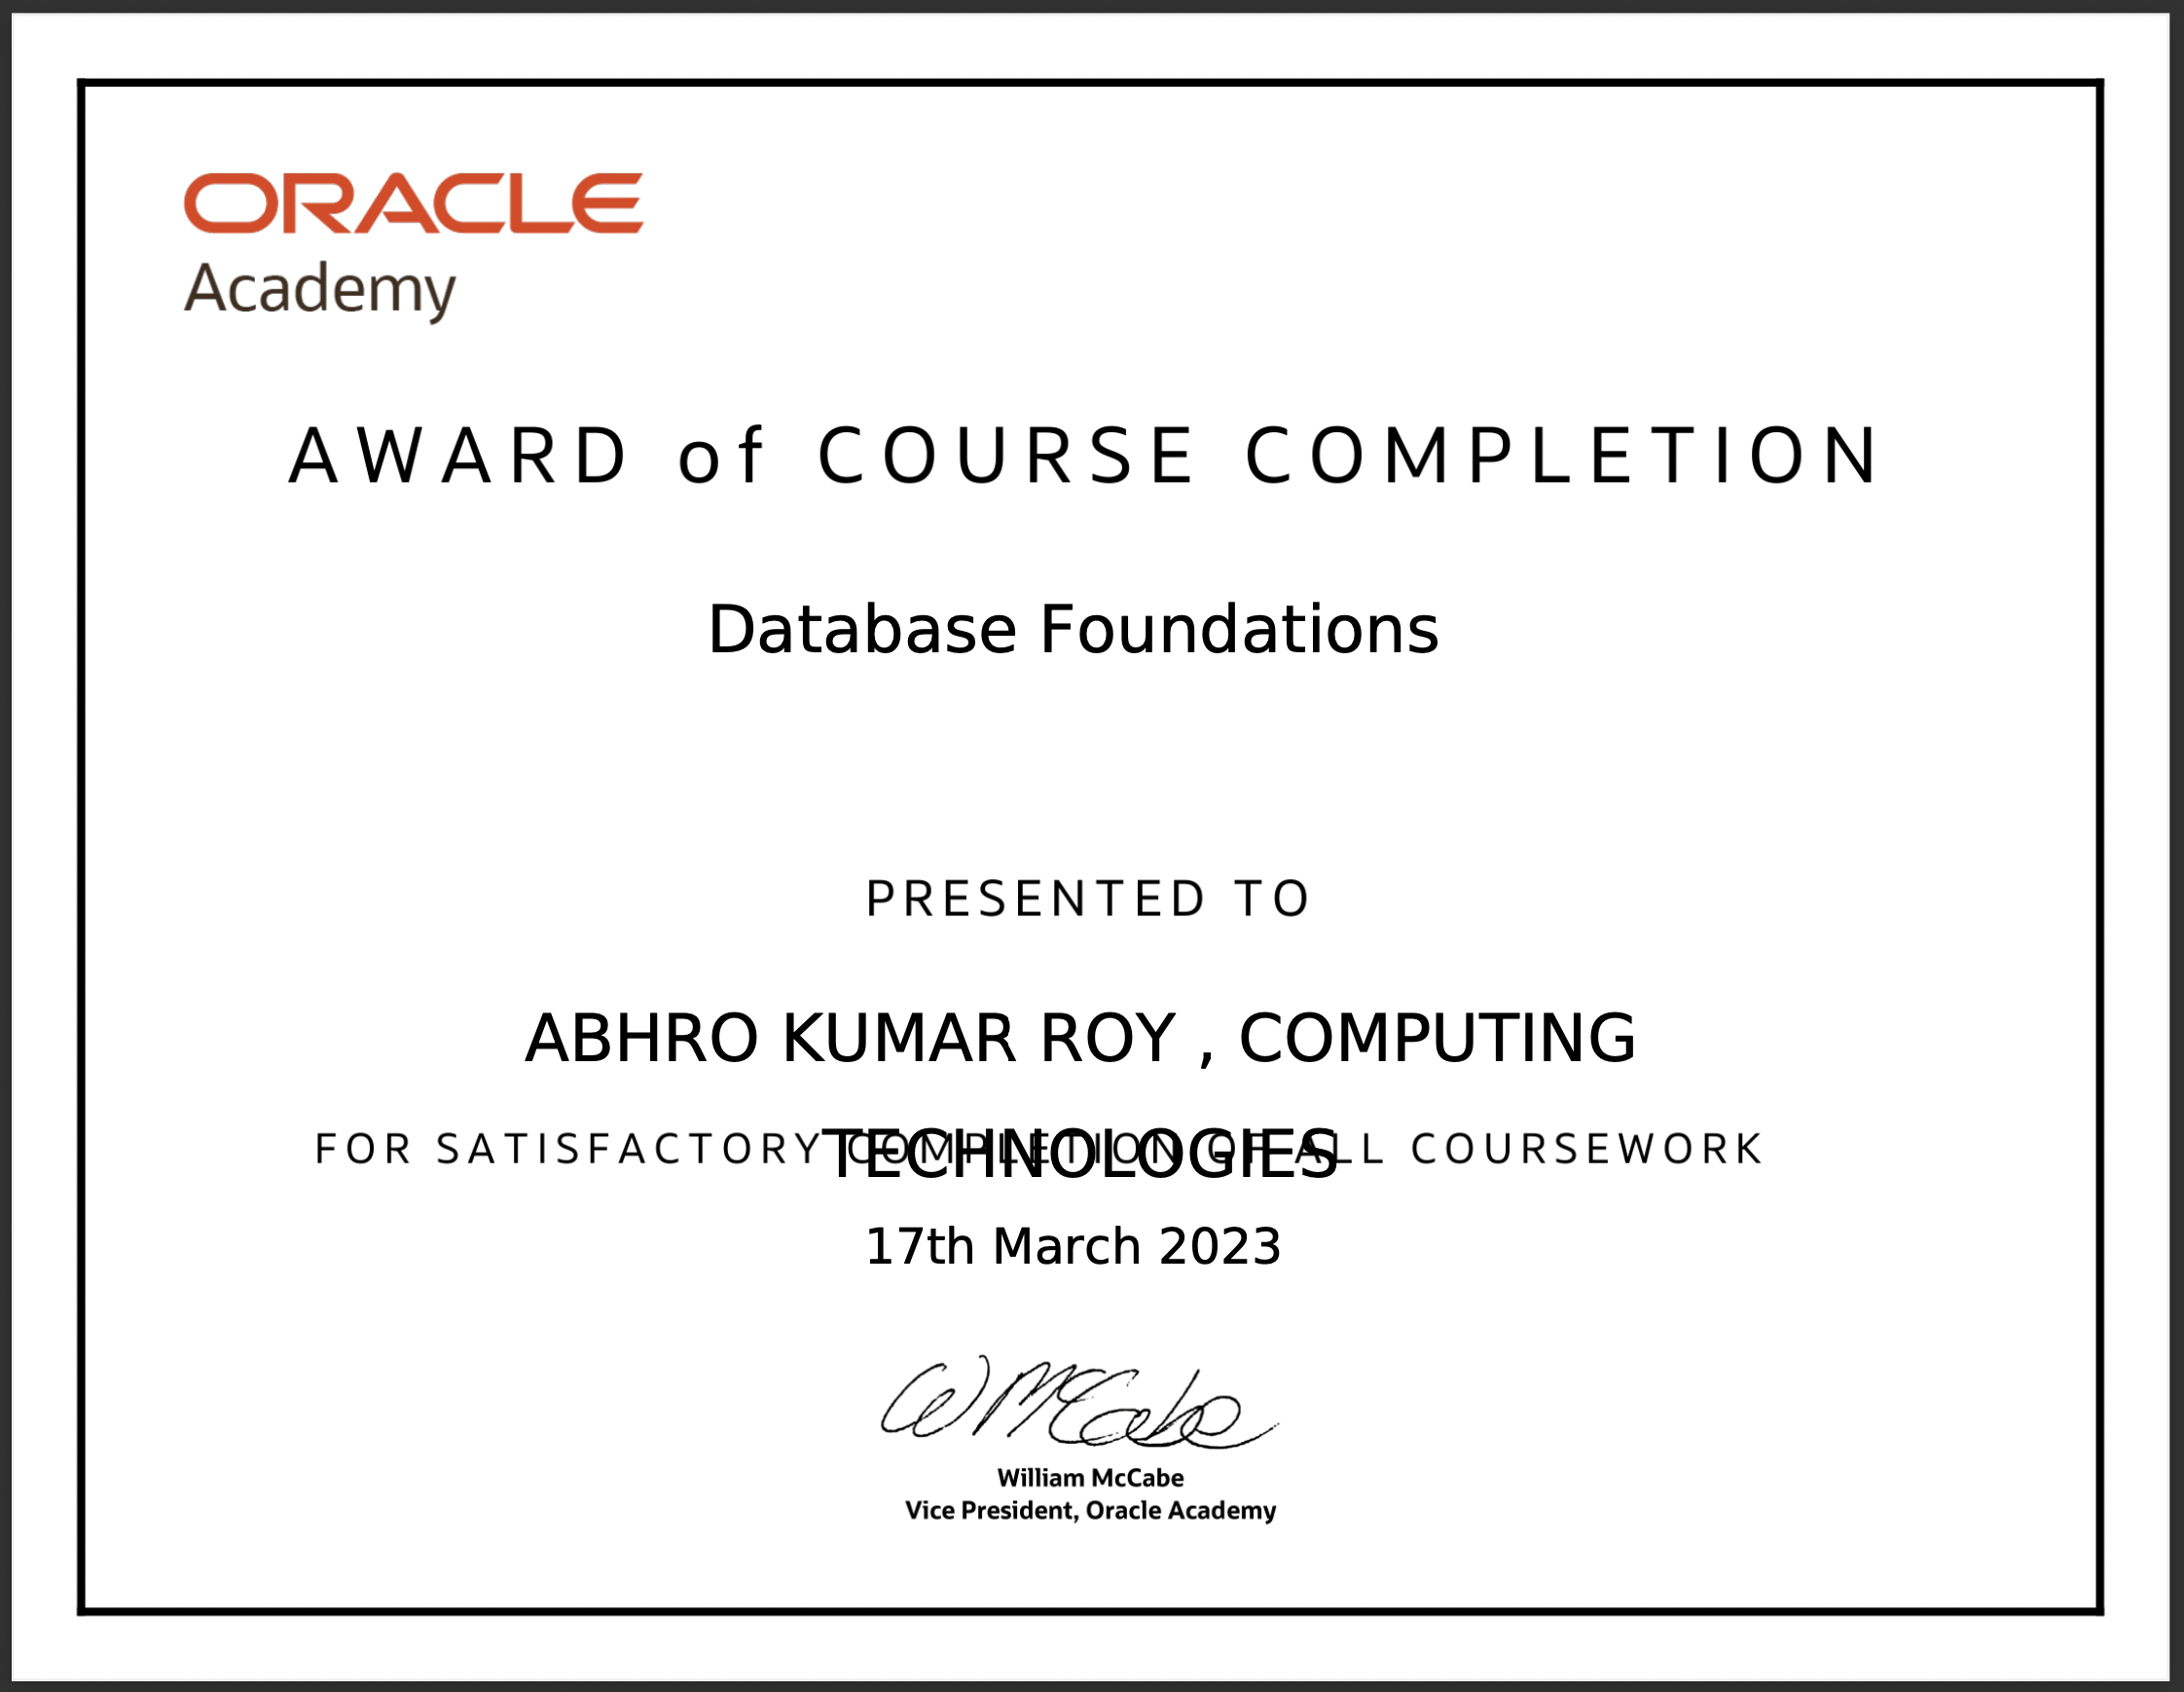 ORACLE
Academy
AWARD of COURSE COMPLETION
Database Foundations
PRESENTED TO
ABHRO KUMAR ROY , COMPUTING
TECHNOLOGIES
FOR SATISFACTORY COMPLETION OF ALL COURSEWORK
17th March 2023
W McCabe
William McCabe
Vice President, Oracle Academy